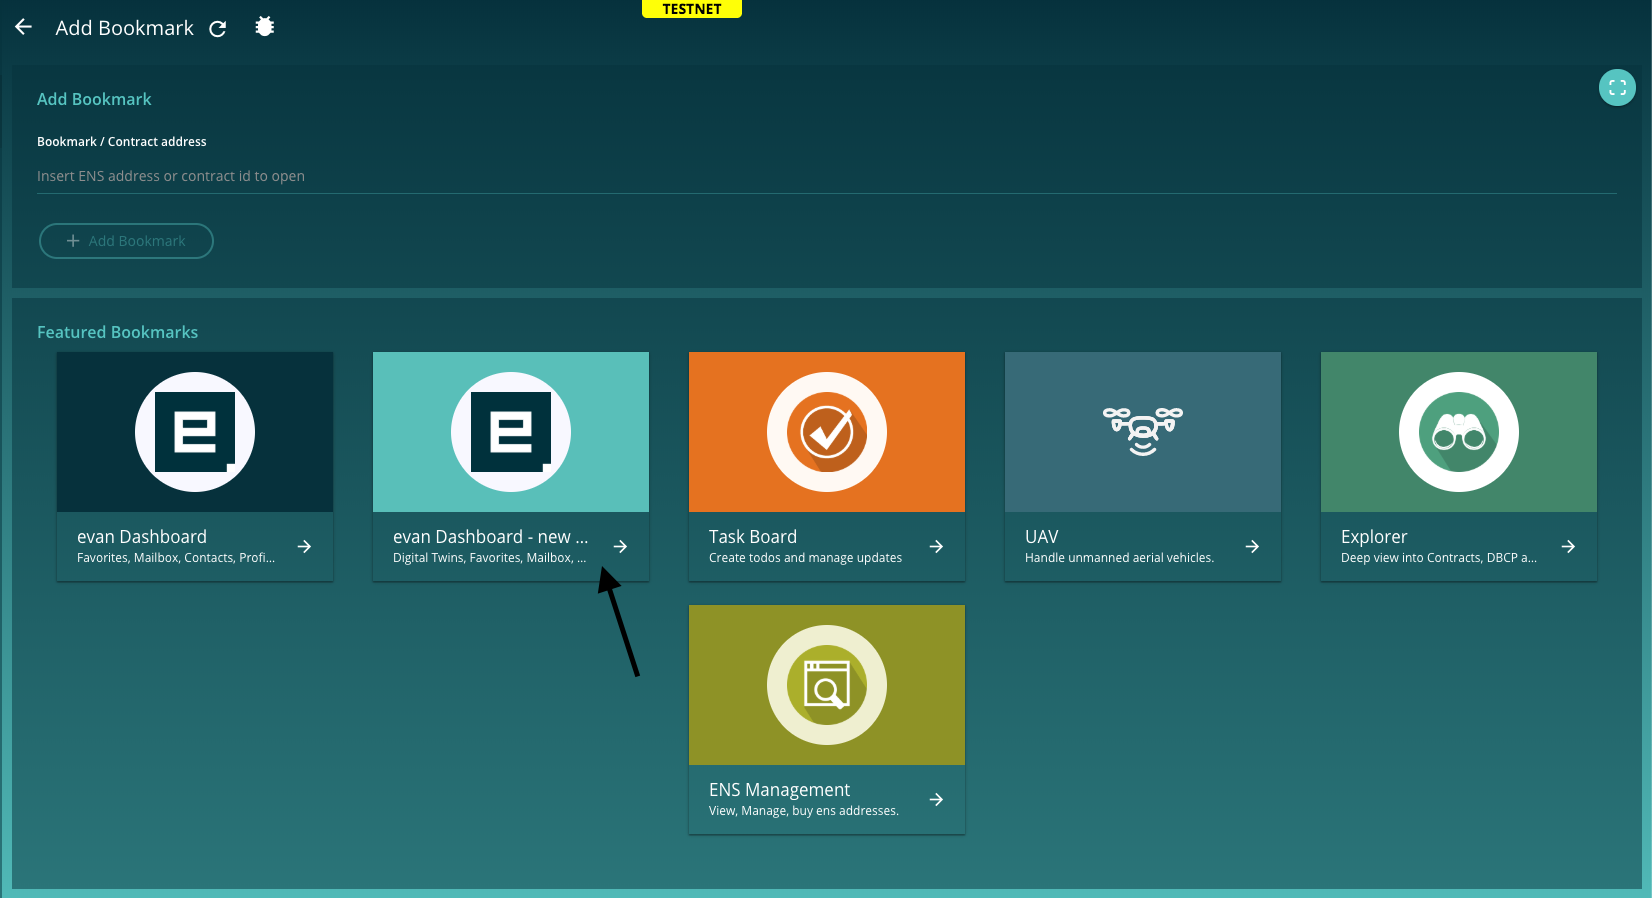 TESTNET
Add Bookmark
Add Bookmark
Bookmark / Contract address
Insert ENS address or contract id to open
Add Bookmark
Featured Bookmarks
evan Dashboard
Favorites, Mailbox, Contacts, Profi...
evan Dashboard - new ...
Digital Twins, Favorites, Mailbox, ...
Task Board
Create todos and manage updates
UAV
Handle unmanned aerial vehicles.
Explorer
Deep view into Contracts, DBCP a...
ENS Management
View, Manage, buy ens addresses.